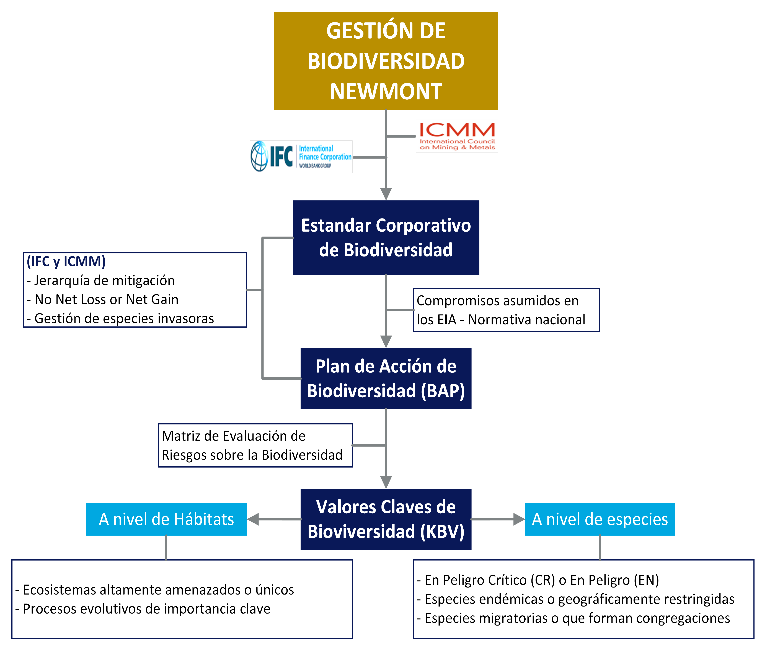 GESTIÓN DE
BIODIVERSIDAD
NEWMONT
ICMM
International Council
on Mining & Metals
IFC
International
Finance Corporation
WORLD BANK GROUP
Estandar Corporativo
de Biodiversidad
(IFC y ICMM)
- Jerarquía de mitigación
- No Net Loss or Net Gain
- Gestión de especies invasoras
Compromisos asumidos en
los EIA - Normativa nacional
Plan de Acción de
Biodiversidad (BAP)
Matriz de Evaluación de
Riesgos sobre la Biodiversidad
Valores Claves de
Bioviversidad (KBV)
A nivel de Hábitats
A nivel de especies
- Ecosistemas altamente amenazados o únicos
- Procesos evolutivos de importancia clave
- En Peligro Crítico (CR) o En Peligro (EN)
- Especies endémicas o geográficamente restringidas
- Especies migratorias o que forman congregaciones